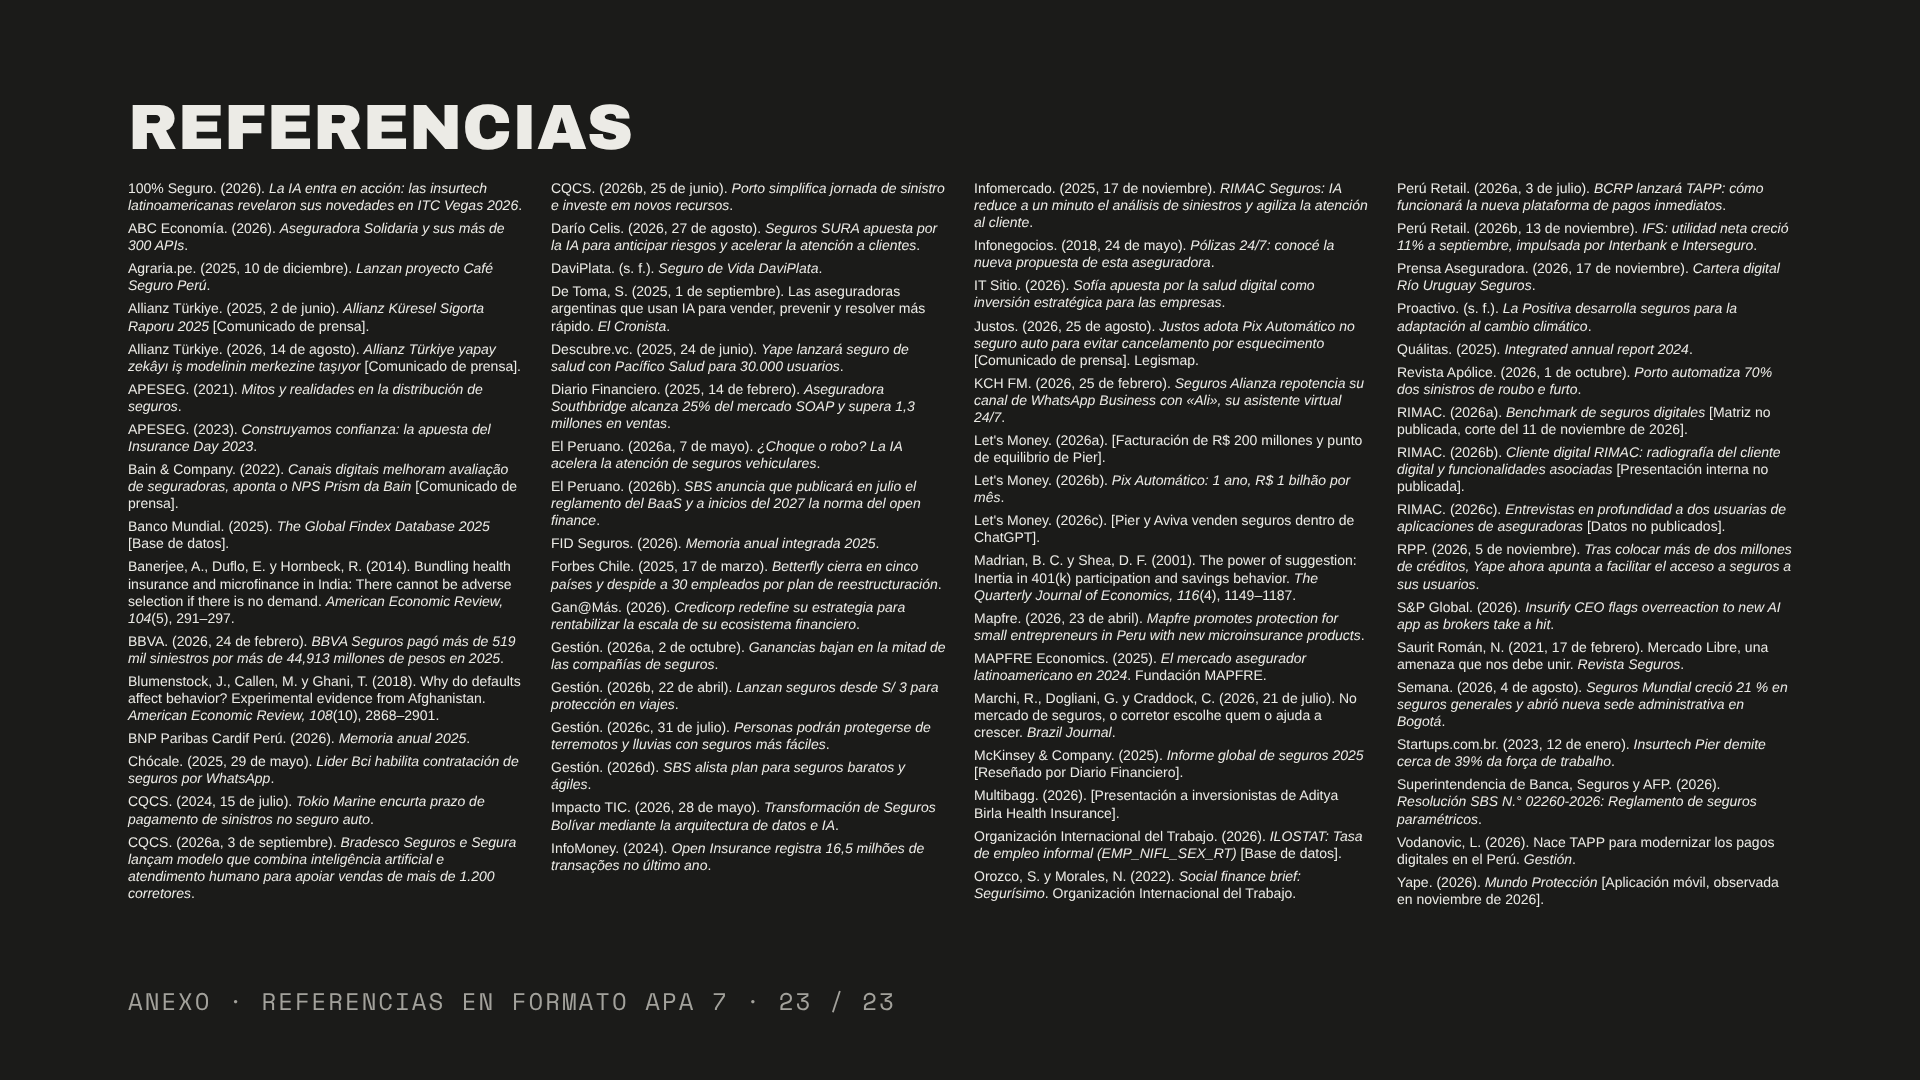 REFERENCIAS
100% Seguro. (2026). La IA entra en acción: las insurtech
latinoamericanas revelaron sus novedades en ITC Vegas 2026.
ABC Economía. (2026). Aseguradora Solidaria y sus más de
300 APIs.
Agraria.pe. (2025, 10 de diciembre). Lanzan proyecto Café
Seguro Perú.
Allianz Türkiye. (2025, 2 de junio). Allianz Küresel Sigorta
Raporu 2025 [Comunicado de prensa].
Allianz Türkiye. (2026, 14 de agosto). Allianz Türkiye yapay
zekâyı iş modelinin merkezine taşıyor [Comunicado de prensa].
APESEG. (2021). Mitos y realidades en la distribución de
seguros.
APESEG. (2023). Construyamos confianza: la apuesta del
Insurance Day 2023.
Bain & Company. (2022). Canais digitais melhoram avaliação
de seguradoras, aponta o NPS Prism da Bain [Comunicado de
prensa].
Banco Mundial. (2025). The Global Findex Database 2025
[Base de datos].
Banerjee, A., Duflo, E. y Hornbeck, R. (2014). Bundling health
insurance and microfinance in India: There cannot be adverse
selection if there is no demand. American Economic Review,
104(5), 291–297.
BBVA. (2026, 24 de febrero). BBVA Seguros pagó más de 519
mil siniestros por más de 44,913 millones de pesos en 2025.
Blumenstock, J., Callen, M. y Ghani, T. (2018). Why do defaults
affect behavior? Experimental evidence from Afghanistan.
American Economic Review, 108(10), 2868–2901.
BNP Paribas Cardif Perú. (2026). Memoria anual 2025.
Chócale. (2025, 29 de mayo). Lider Bci habilita contratación de
seguros por WhatsApp.
CQCS. (2024, 15 de julio). Tokio Marine encurta prazo de
pagamento de sinistros no seguro auto.
CQCS. (2026a, 3 de septiembre). Bradesco Seguros e Segura
lançam modelo que combina inteligência artificial e
atendimento humano para apoiar vendas de mais de 1.200
corretores.
CQCS. (2026b, 25 de junio). Porto simplifica jornada de sinistro
e investe em novos recursos.
Darío Celis. (2026, 27 de agosto). Seguros SURA apuesta por
la IA para anticipar riesgos y acelerar la atención a clientes.
DaviPlata. (s. f.). Seguro de Vida DaviPlata.
De Toma, S. (2025, 1 de septiembre). Las aseguradoras
argentinas que usan IA para vender, prevenir y resolver más
rápido. El Cronista.
Descubre.vc. (2025, 24 de junio). Yape lanzará seguro de
salud con Pacífico Salud para 30.000 usuarios.
Diario Financiero. (2025, 14 de febrero). Aseguradora
Southbridge alcanza 25% del mercado SOAP y supera 1,3
millones en ventas.
El Peruano. (2026a, 7 de mayo). ¿Choque o robo? La IA
acelera la atención de seguros vehiculares.
El Peruano. (2026b). SBS anuncia que publicará en julio el
reglamento del BaaS y a inicios del 2027 la norma del open
finance.
FID Seguros. (2026). Memoria anual integrada 2025.
Forbes Chile. (2025, 17 de marzo). Betterfly cierra en cinco
países y despide a 30 empleados por plan de reestructuración.
Gan@Más. (2026). Credicorp redefine su estrategia para
rentabilizar la escala de su ecosistema financiero.
Gestión. (2026a, 2 de octubre). Ganancias bajan en la mitad de
las compañías de seguros.
Gestión. (2026b, 22 de abril). Lanzan seguros desde S/ 3 para
protección en viajes.
Gestión. (2026c, 31 de julio). Personas podrán protegerse de
terremotos y lluvias con seguros más fáciles.
Gestión. (2026d). SBS alista plan para seguros baratos y
ágiles.
Impacto TIC. (2026, 28 de mayo). Transformación de Seguros
Bolívar mediante la arquitectura de datos e IA.
InfoMoney. (2024). Open Insurance registra 16,5 milhões de
transações no último ano.
Infomercado. (2025, 17 de noviembre). RIMAC Seguros: IA
reduce a un minuto el análisis de siniestros y agiliza la atención
al cliente.
Infonegocios. (2018, 24 de mayo). Pólizas 24/7: conocé la
nueva propuesta de esta aseguradora.
IT Sitio. (2026). Sofía apuesta por la salud digital como
inversión estratégica para las empresas.
Justos. (2026, 25 de agosto). Justos adota Pix Automático no
seguro auto para evitar cancelamento por esquecimento
[Comunicado de prensa]. Legismap.
KCH FM. (2026, 25 de febrero). Seguros Alianza repotencia su
canal de WhatsApp Business con «Ali», su asistente virtual
24/7.
Let's Money. (2026a). [Facturación de R$ 200 millones y punto
de equilibrio de Pier].
Let's Money. (2026b). Pix Automático: 1 ano, R$ 1 bilhão por
mês.
Let's Money. (2026c). [Pier y Aviva venden seguros dentro de
ChatGPT].
Madrian, B. C. y Shea, D. F. (2001). The power of suggestion:
Inertia in 401(k) participation and savings behavior. The
Quarterly Journal of Economics, 116(4), 1149–1187.
Mapfre. (2026, 23 de abril). Mapfre promotes protection for
small entrepreneurs in Peru with new microinsurance products.
MAPFRE Economics. (2025). El mercado asegurador
latinoamericano en 2024. Fundación MAPFRE.
Marchi, R., Dogliani, G. y Craddock, C. (2026, 21 de julio). No
mercado de seguros, o corretor escolhe quem o ajuda a
crescer. Brazil Journal.
McKinsey & Company. (2025). Informe global de seguros 2025
[Reseñado por Diario Financiero].
Multibagg. (2026). [Presentación a inversionistas de Aditya
Birla Health Insurance].
Organización Internacional del Trabajo. (2026). ILOSTAT: Tasa
de empleo informal (EMP_NIFL_SEX_RT) [Base de datos].
Orozco, S. y Morales, N. (2022). Social finance brief:
Segurísimo. Organización Internacional del Trabajo.
Perú Retail. (2026a, 3 de julio). BCRP lanzará TAPP: cómo
funcionará la nueva plataforma de pagos inmediatos.
Perú Retail. (2026b, 13 de noviembre). IFS: utilidad neta creció
11% a septiembre, impulsada por Interbank e Interseguro.
Prensa Aseguradora. (2026, 17 de noviembre). Cartera digital
Río Uruguay Seguros.
Proactivo. (s. f.). La Positiva desarrolla seguros para la
adaptación al cambio climático.
Quálitas. (2025). Integrated annual report 2024.
Revista Apólice. (2026, 1 de octubre). Porto automatiza 70%
dos sinistros de roubo e furto.
RIMAC. (2026a). Benchmark de seguros digitales [Matriz no
publicada, corte del 11 de noviembre de 2026].
RIMAC. (2026b). Cliente digital RIMAC: radiografía del cliente
digital y funcionalidades asociadas [Presentación interna no
publicada].
RIMAC. (2026c). Entrevistas en profundidad a dos usuarias de
aplicaciones de aseguradoras [Datos no publicados].
RPP. (2026, 5 de noviembre). Tras colocar más de dos millones
de créditos, Yape ahora apunta a facilitar el acceso a seguros a
sus usuarios.
S&P Global. (2026). Insurify CEO flags overreaction to new AI
app as brokers take a hit.
Saurit Román, N. (2021, 17 de febrero). Mercado Libre, una
amenaza que nos debe unir. Revista Seguros.
Semana. (2026, 4 de agosto). Seguros Mundial creció 21 % en
seguros generales y abrió nueva sede administrativa en
Bogotá.
Startups.com.br. (2023, 12 de enero). Insurtech Pier demite
cerca de 39% da força de trabalho.
Superintendencia de Banca, Seguros y AFP. (2026).
Resolución SBS N.° 02260-2026: Reglamento de seguros
paramétricos.
Vodanovic, L. (2026). Nace TAPP para modernizar los pagos
digitales en el Perú. Gestión.
Yape. (2026). Mundo Protección [Aplicación móvil, observada
en noviembre de 2026].
ANEXO · REFERENCIAS EN FORMATO APA 7 · 23 / 23